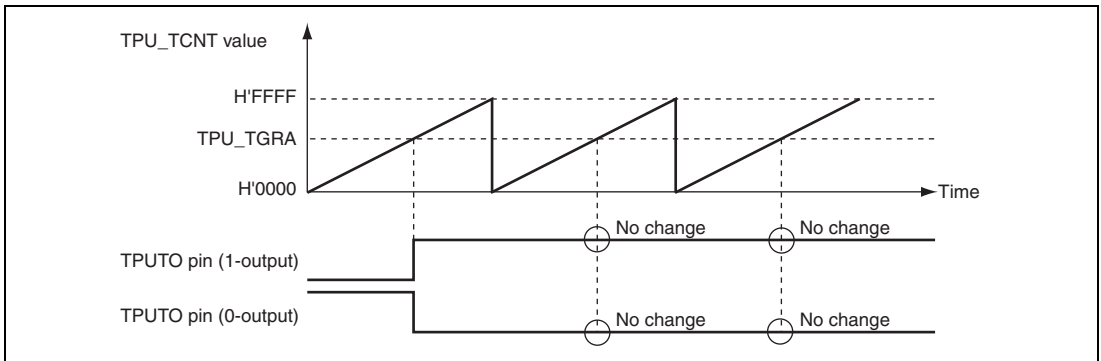 TPU_TCNT value
H'FFFF
TPU_TGRA
H'0000
Time
No change
No change
TPUTO pin (1-output)
TPUTO pin (0-output)
No change
No change